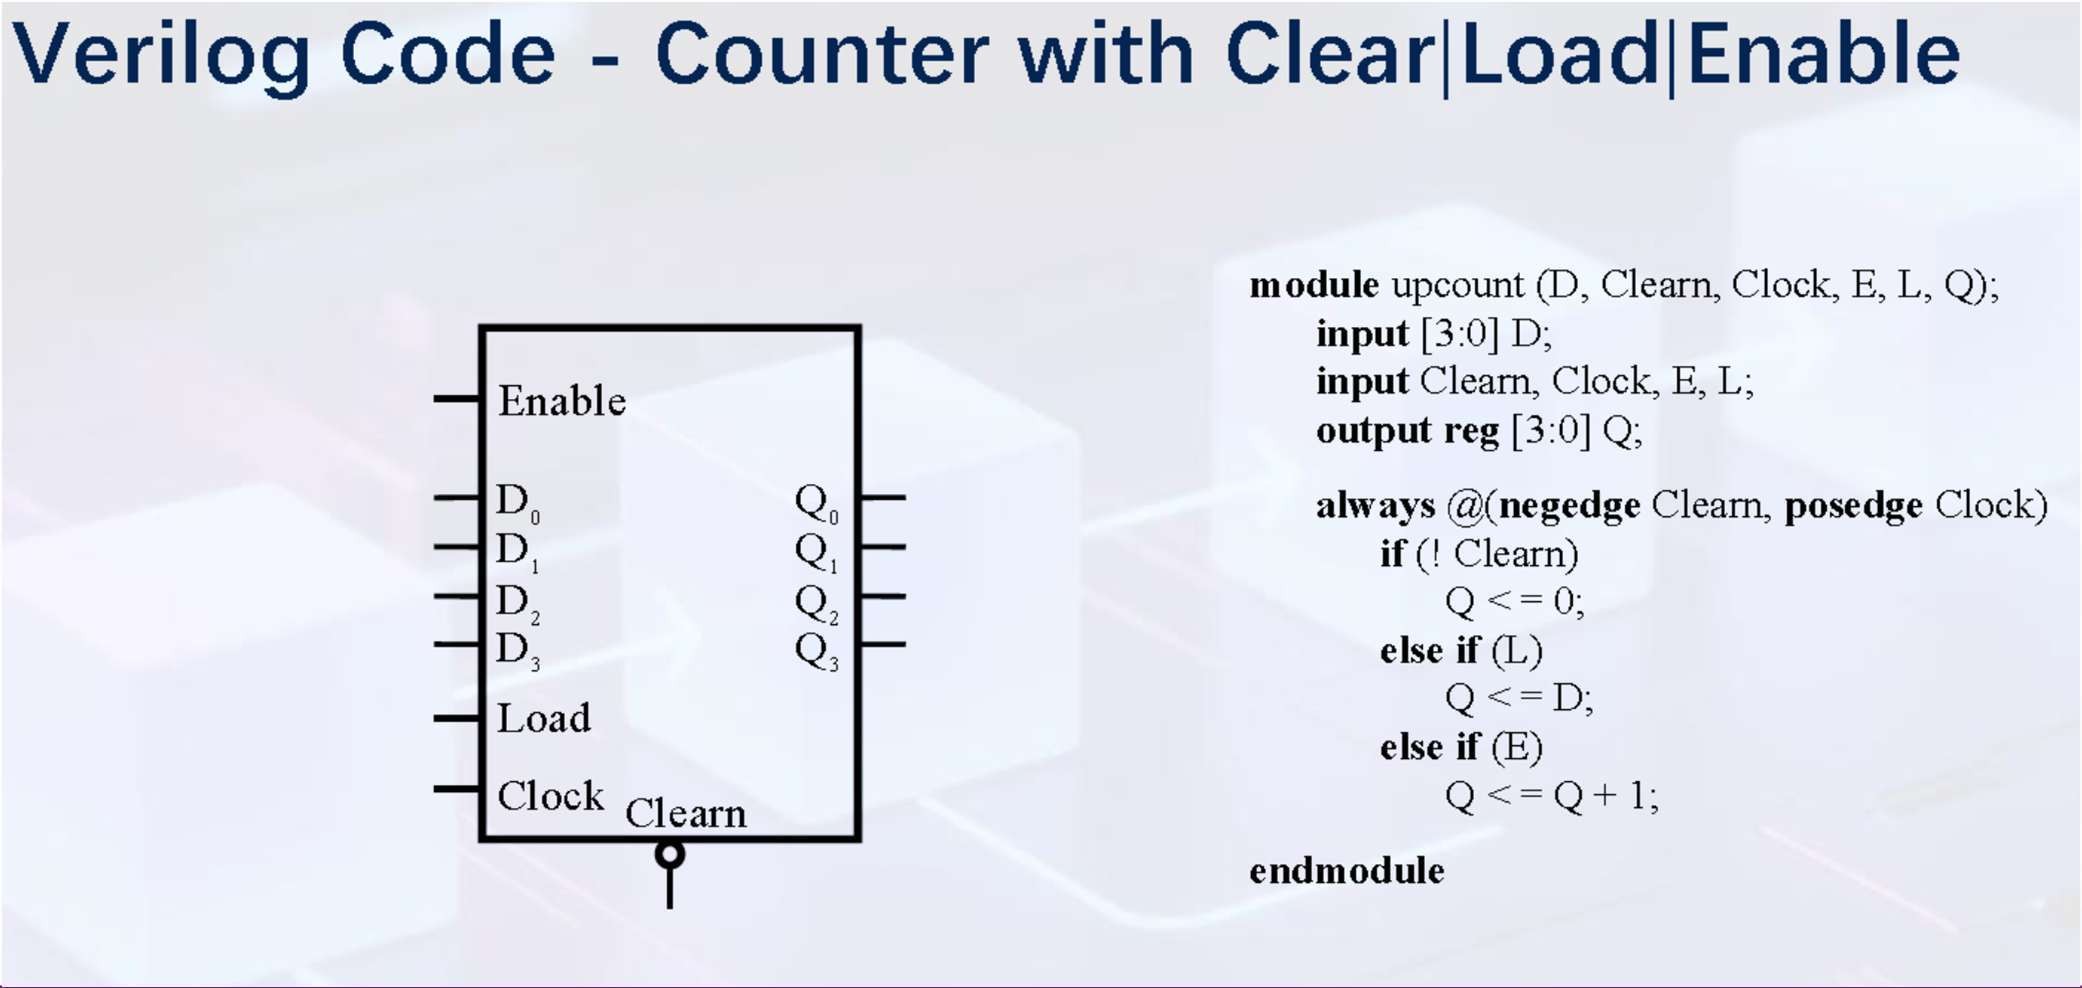 Verilog Code - Counter with Clear|Load|Enable
Enable
D0
D1
D2
D3
Load
Clock
Clearn
Q0
Q1
Q2
Q3
module upcount (D, Clearn, Clock, E, L, Q);
input [3:0] D;
input Clearn, Clock, E, L;
output reg [3:0] Q;
always @(negedge Clearn, posedge Clock)
if (! Clearn)
Q <= 0;
else if (L)
Q <= D;
else if (E)
Q <= Q + 1;
endmodule